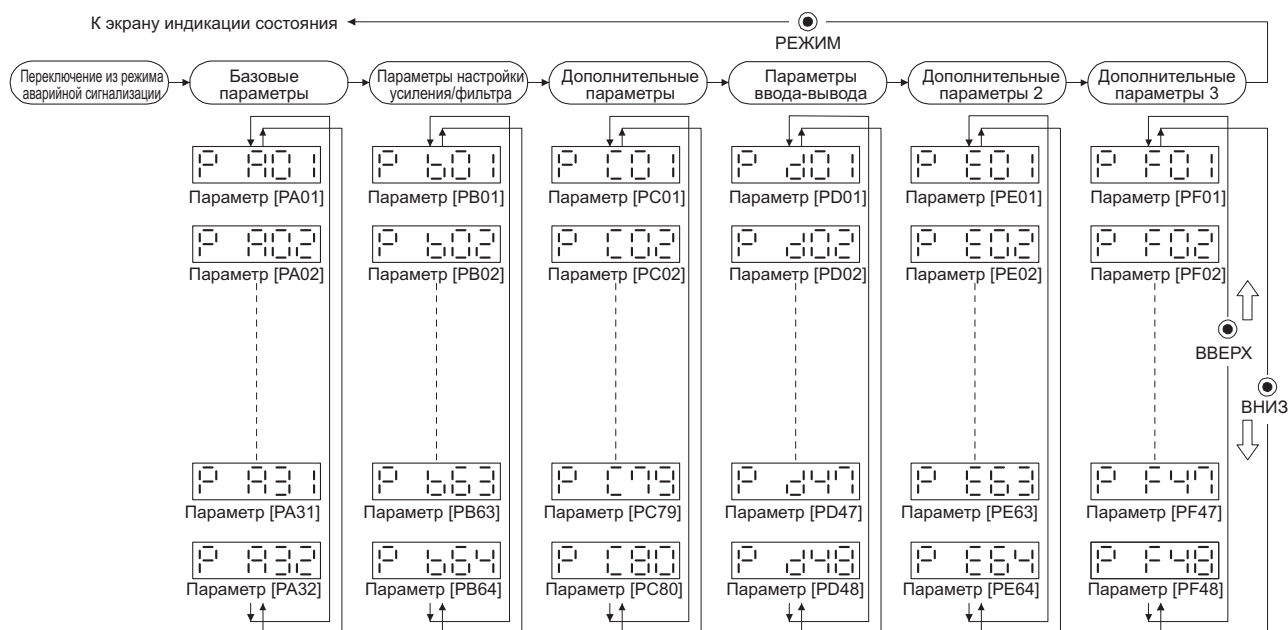 К экрану индикации состояния
РЕЖИМ
Переключение из режима
аварийной сигнализации
Базовые
параметры
Параметры настройки
усиления/фильтра
Дополнительные
параметры
Параметры
ввода-вывода
Дополнительные
параметры 2
Дополнительные
параметры 3
P A01 P b01 P C01 P d01 P E01 P F01
Параметр [PA01] Параметр [PB01] Параметр [PC01] Параметр [PD01] Параметр [PE01] Параметр [PF01]
P A02 P b02 P C02 P d02 P E02 P F02
Параметр [PA02] Параметр [PB02] Параметр [PC02] Параметр [PD02] Параметр [PE02] Параметр [PF02]
ВВЕРХ
ВНИЗ
P A31 P b63 P C79 P d47 P E63 P F47
Параметр [PA31] Параметр [PB63] Параметр [PC79] Параметр [PD47] Параметр [PE63] Параметр [PF47]
P A32 P b64 P C80 P d48 P E64 P F48
Параметр [PA32] Параметр [PB64] Параметр [PC80] Параметр [PD48] Параметр [PE64] Параметр [PF48]